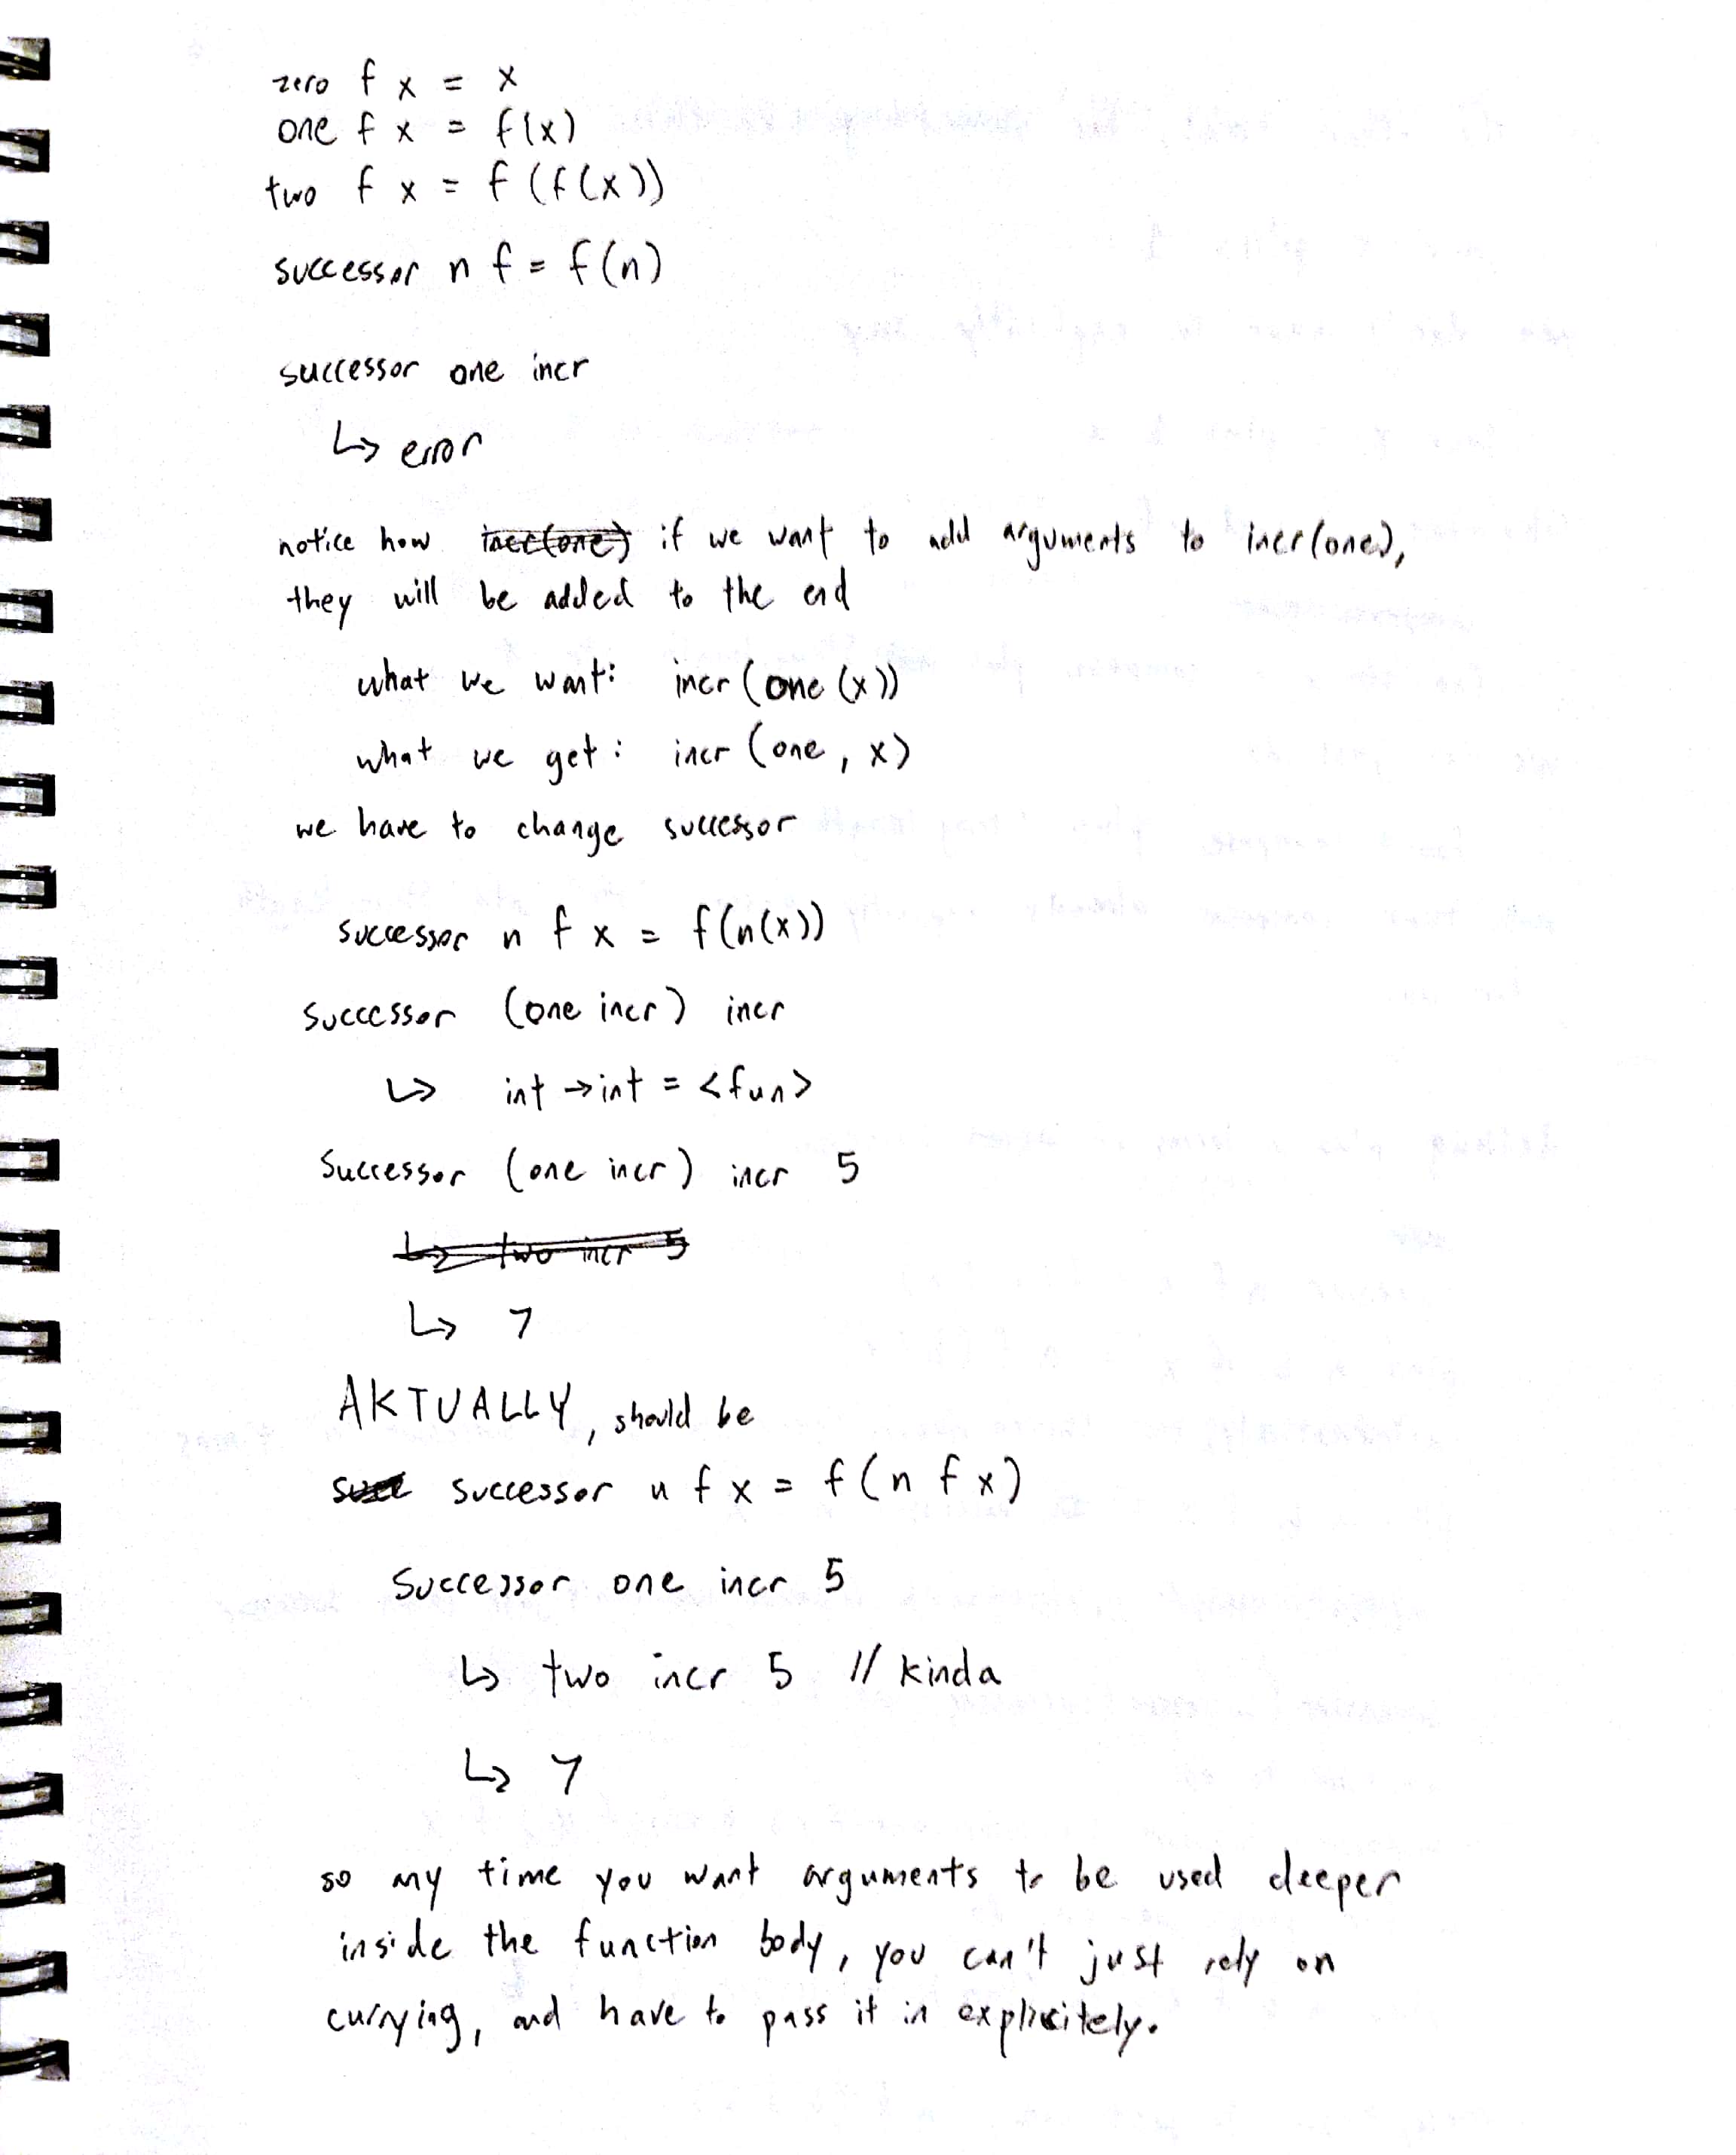 zero f x = x
one f x = f(x)
two f x = f(f(x))
successor n f = f(n)
successor one incr
↳ error
notice how incr(one) if we want to add arguments to incr(one),
they will be added to the end
what we want: incr(one(x))
what we get: incr(one, x)
we have to change successor
successor n f x = f(n(x))
successor (one incr) incr
↳ int → int = <fun>
successor (one incr) incr 5
↳ two incr 5
↳ 7
AKTUALLY, should be
succ successor n f x = f(n f x)
successor one incr 5
↳ two incr 5 // kinda
↳ 7
so any time you want arguments to be used deeper
inside the function body, you can't just rely on
currying, and have to pass it in explicitely.